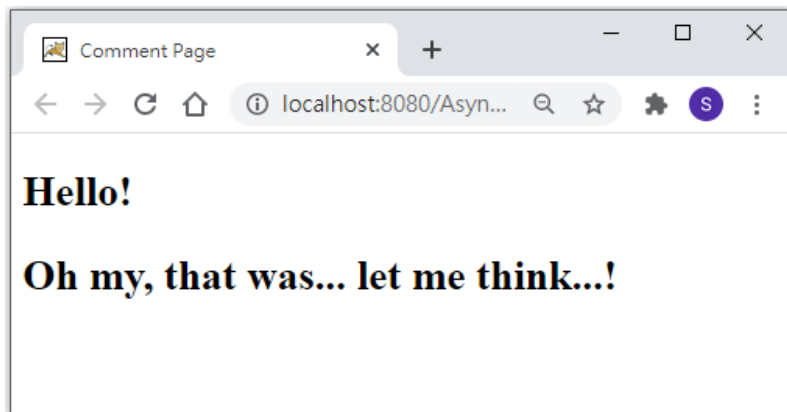 Comment Page
localhost:8080/Asyn...
S
Hello!
Oh my, that was... let me think...!